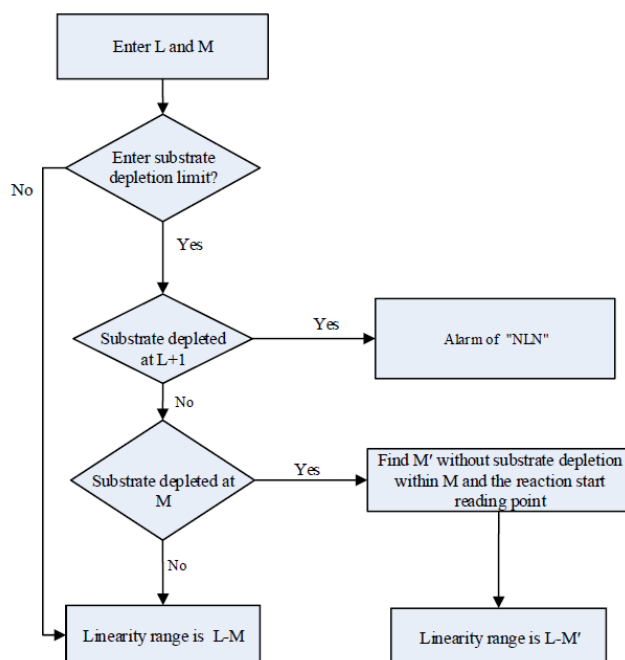 Enter L and M
Enter substrate
depletion limit?
No
Yes
Substrate depleted
at L+1
Yes
Alarm of "NLN"
No
Substrate depleted at
M
Yes
Find M′ without substrate depletion
within M and the reaction start
reading point
No
Linearity range is L-M
Linearity range is L-M′